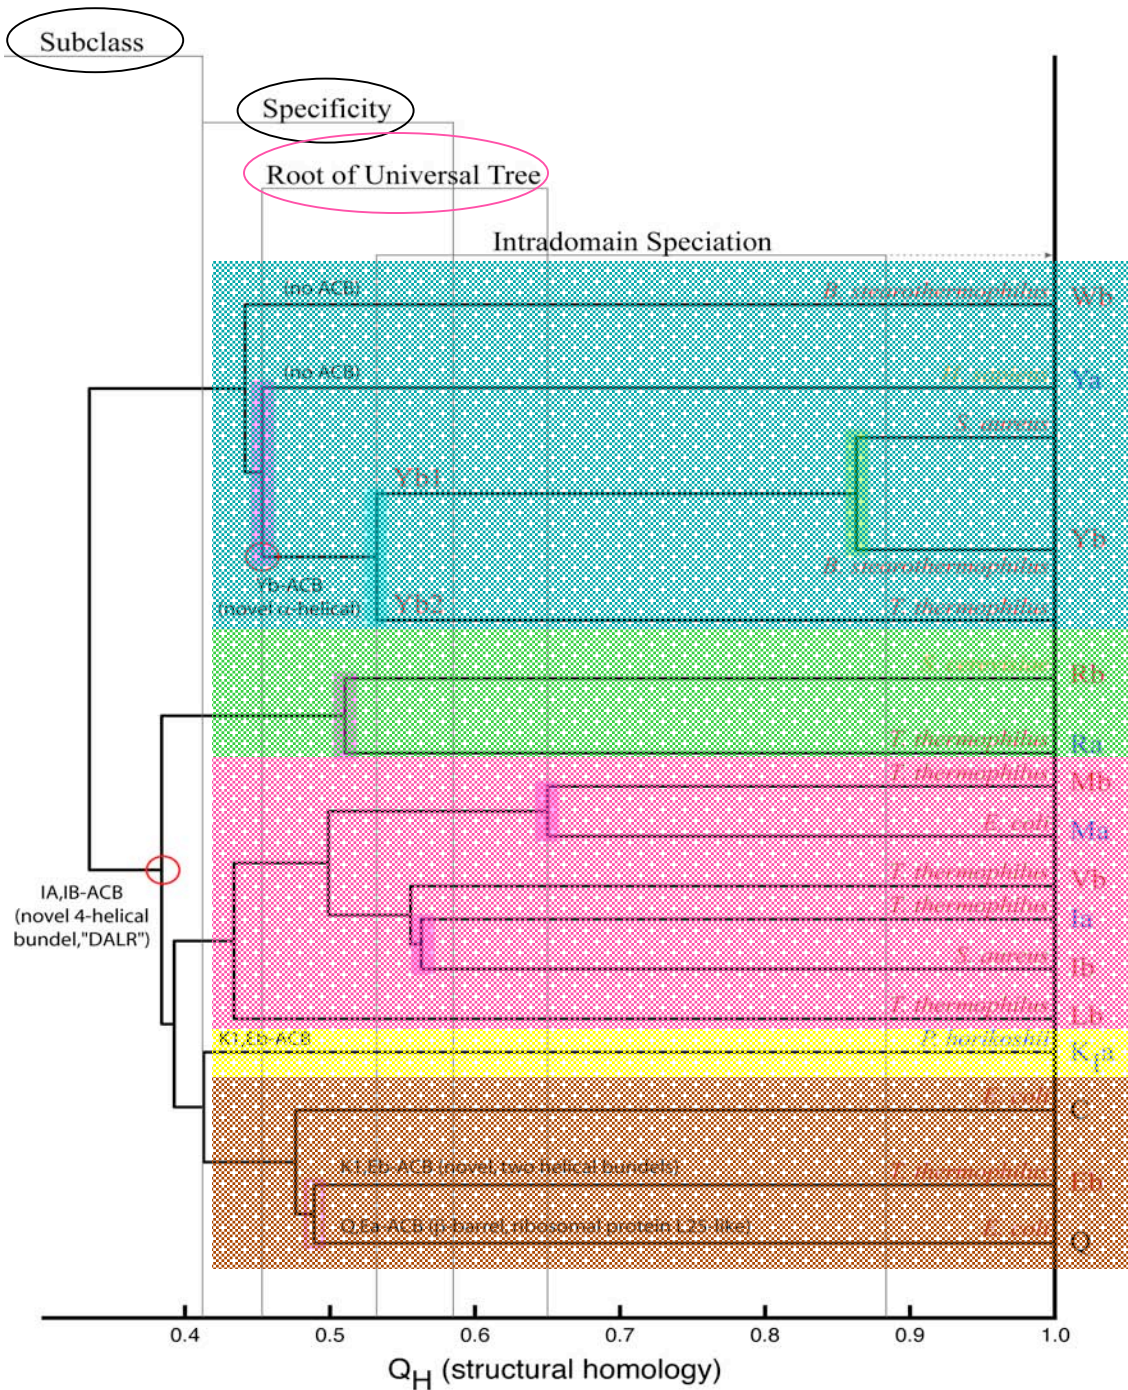 Subclass
Specificity
Root of Universal Tree
Intradomain Speciation
(no ACB)
B. stearothermophilus
Wb
(no ACB)
H. sapiens
Ya
S. aureus
Yb1
Yb
B. stearothermophilus
Yb-ACB
(novel α-helical)
Yb2
T. thermophilus
S. cerevisiae
Rb
T. thermophilus
Ra
T. thermophilus
Mb
E. coli
Ma
T. thermophilus
Vb
IA,IB-ACB
(novel 4-helical
bundel,"DALR")
T. thermophilus
Ia
S. aureus
Ib
T. thermophilus
Lb
K1,Eb-ACB
P. horikoshii
K1a
E. coli
C
K1,Eb-ACB (novel, two helical bundels)
T. thermophilus
Eb
Q,Ea-ACB (β-barrel, ribosomal protein L25-like)
E. coli
Q
0.4 0.5 0.6 0.7 0.8 0.9 1.0
QH (structural homology)